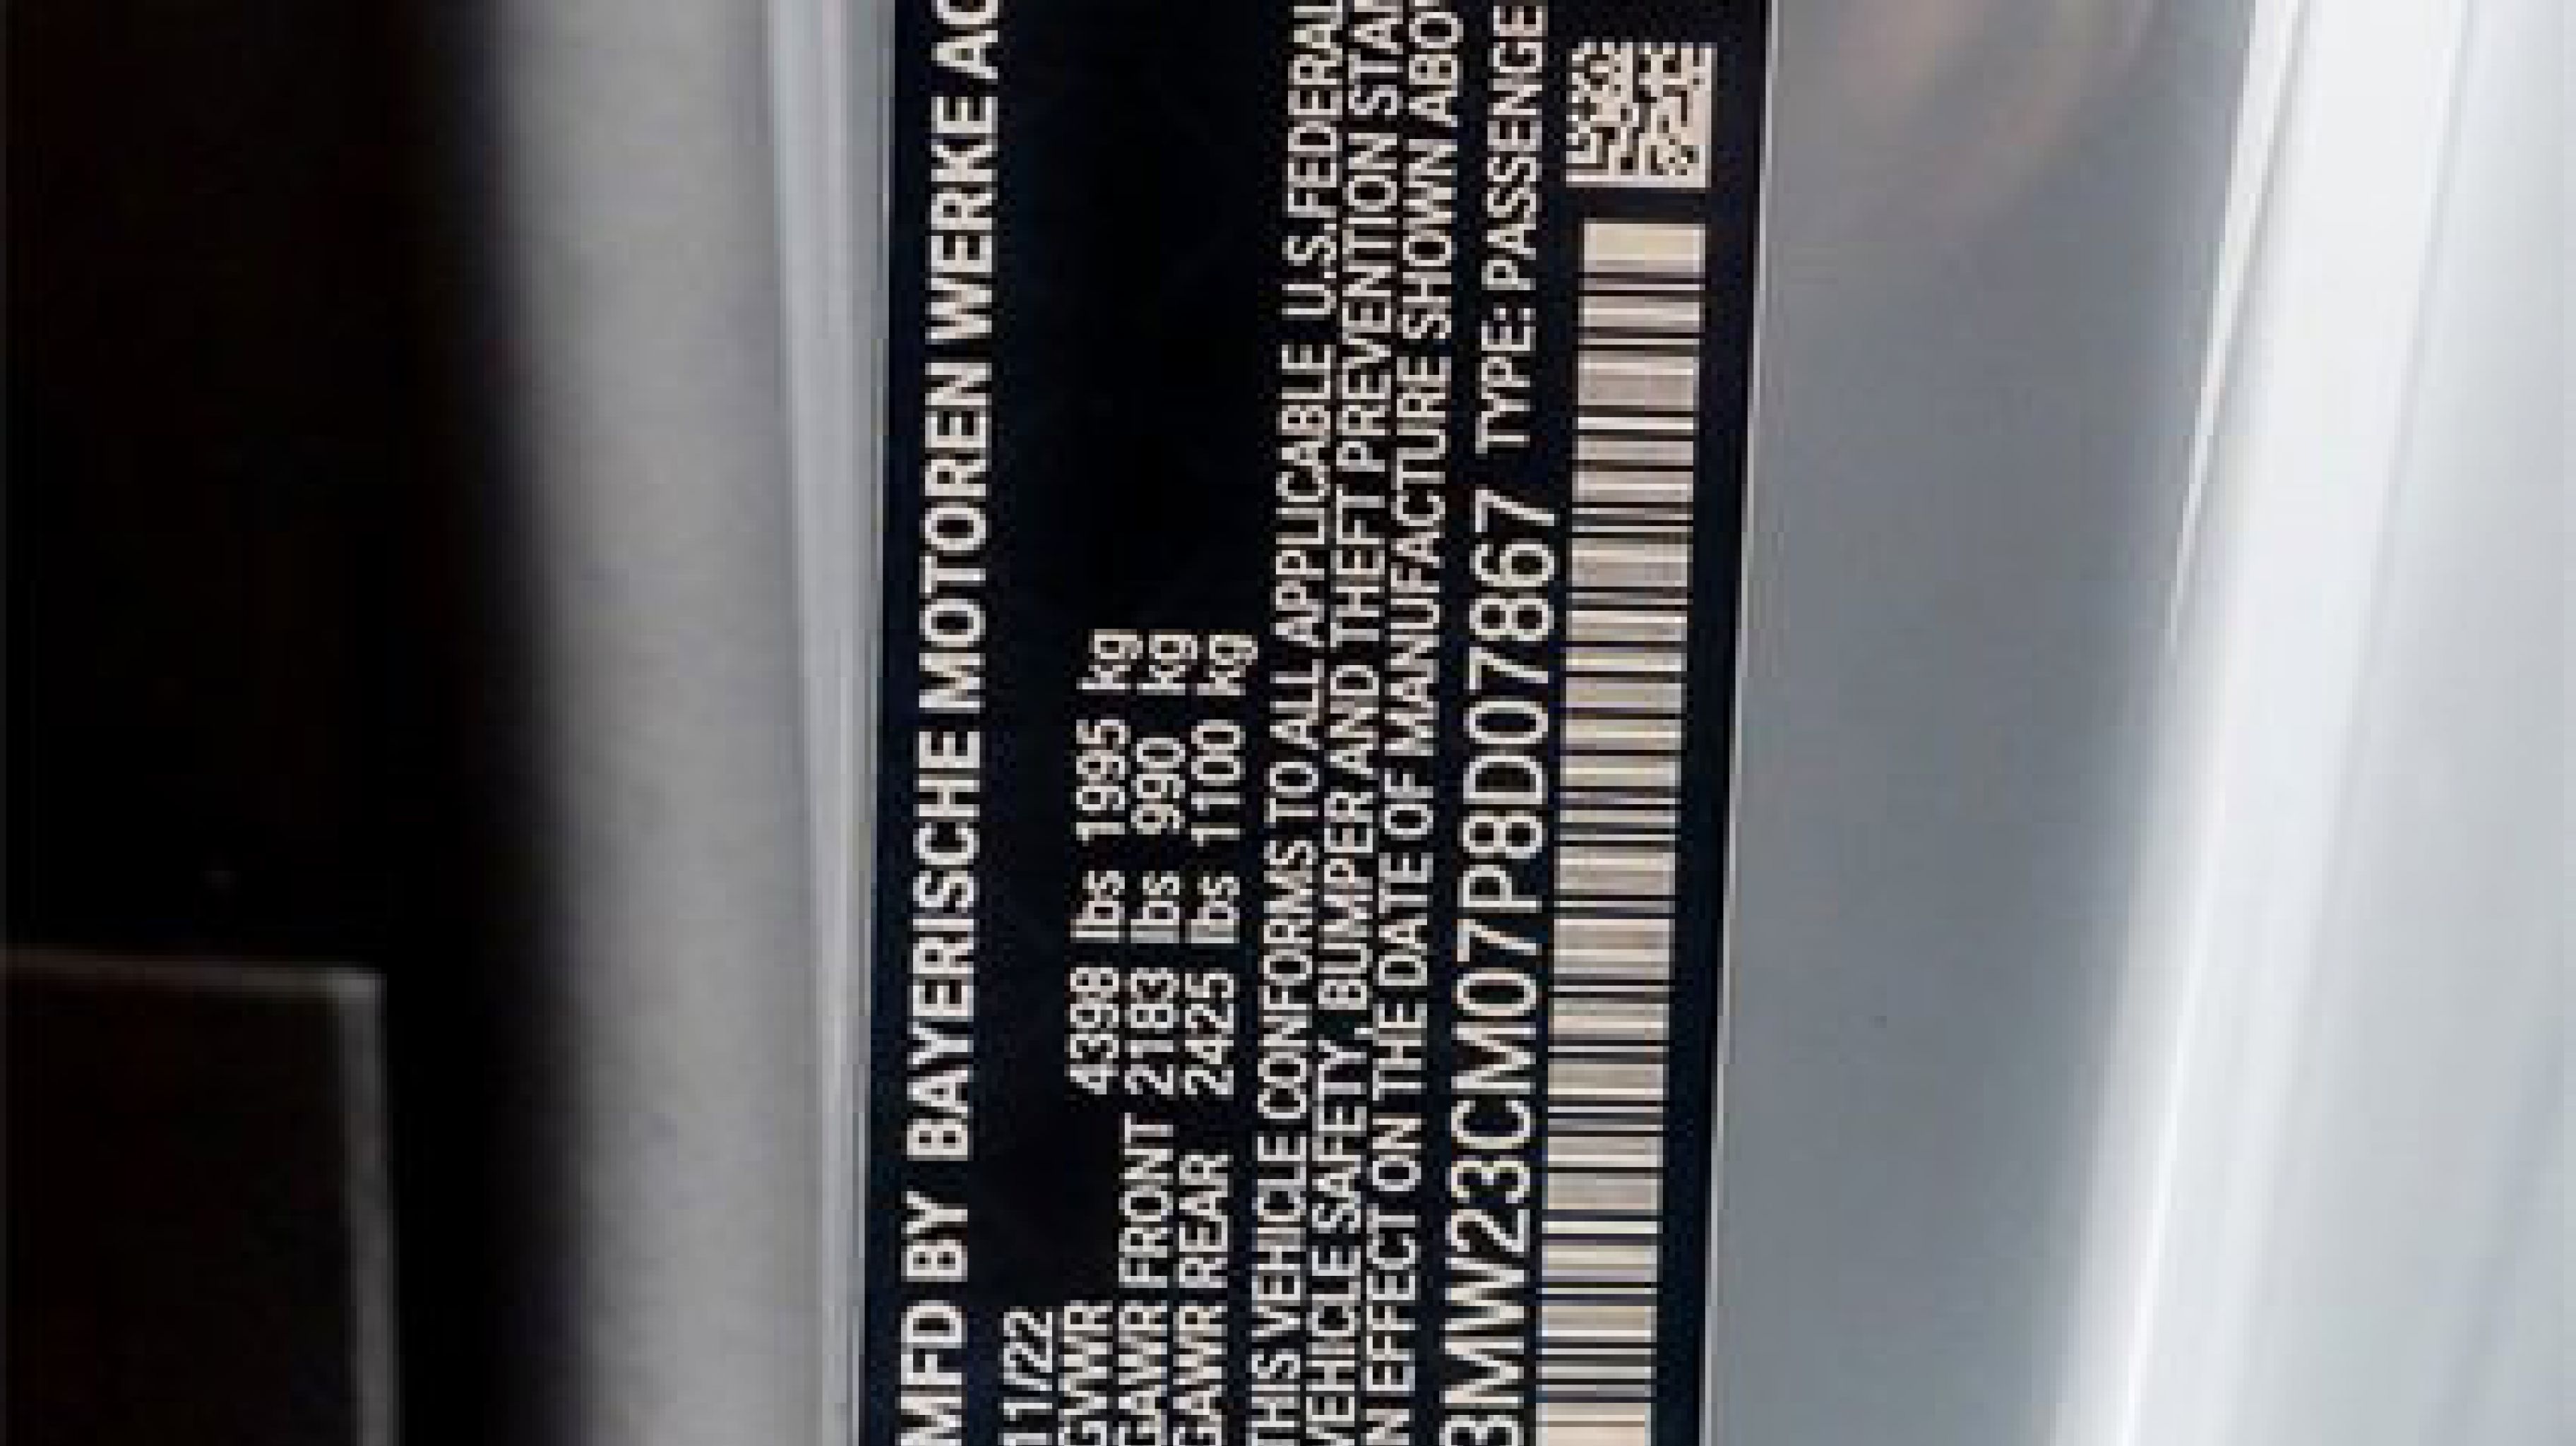 MFD BY BAYERISCHE MOTOREN WERKE AG
11/22
GVWR 4398 lbs 1995 kg
GAWR FRONT 2183 lbs 990 kg
GAWR REAR 2425 lbs 1100 kg
THIS VEHICLE CONFORMS TO ALL APPLICABLE U.S.FEDERAL
VEHICLE SAFETY, BUMPER AND THEFT PREVENTION STAN
N EFFECT ON THE DATE OF MANUFACTURE SHOWN ABOV
3MW23CM07P8D07867 TYPE: PASSENGE